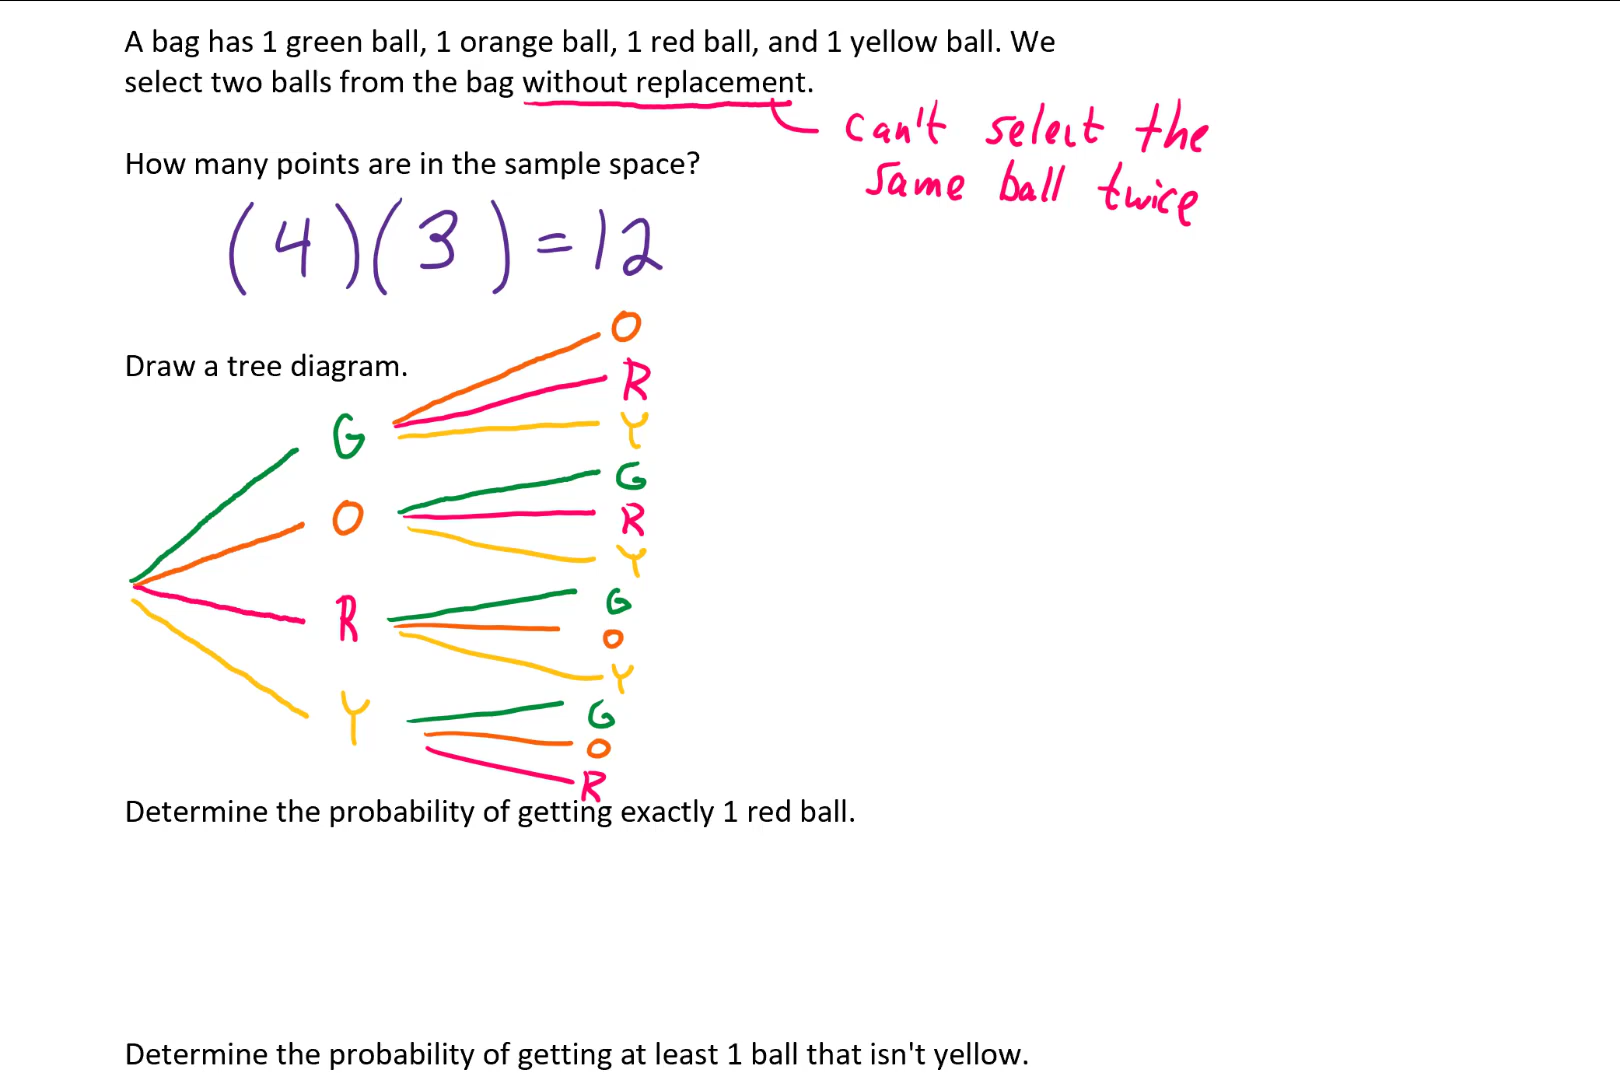 A bag has 1 green ball, 1 orange ball, 1 red ball, and 1 yellow ball. We
select two balls from the bag without replacement.
can't select the
same ball twice
How many points are in the sample space?
(4)(3)=12
Draw a tree diagram.
O
R
G
Y
G
O
R
Y
G
R
O
Y
Y
G
O
R
Determine the probability of getting exactly 1 red ball.
Determine the probability of getting at least 1 ball that isn't yellow.